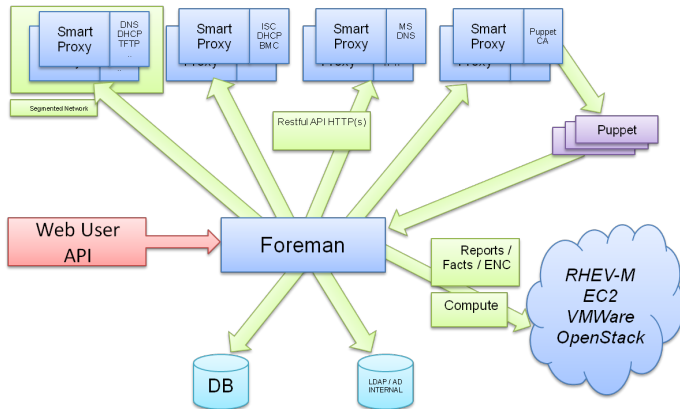 Smart
Proxy
DNS
DHCP
TFTP
..
Smart
Proxy
ISC
DHCP
BMC
Smart
Proxy
MS
DNS
Smart
Proxy
Puppet
CA
Proxy
Segmented Network
Restful API HTTP(s)
Puppet
Web User
API
Foreman
Reports /
Facts / ENC
Compute
RHEV-M
EC2
VMWare
OpenStack
DB
LDAP / AD
INTERNAL